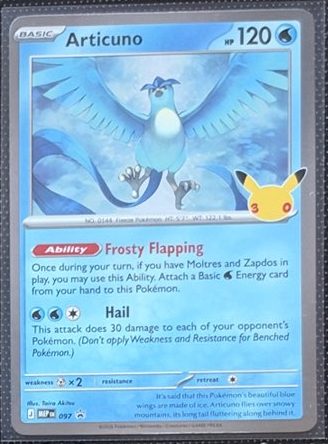 BASIC Articuno HP 120
30
NO. 0144 Freeze Pokémon HT: 5'7" WT: 122.1 lbs.
Ability Frosty Flapping
Once during your turn, if you have Moltres and Zapdos in
play, you may use this Ability. Attach a Basic Energy card
from your hand to this Pokémon.
Hail
This attack does 30 damage to each of your opponent's
Pokémon. (Don't apply Weakness and Resistance for Benched
Pokémon.)
weakness ×2 resistance retreat
Illus. Taira Akitsu
It's said that this Pokémon's beautiful blue
wings are made of ice. Articuno flies over snowy
mountains, its long tail fluttering along behind it.
J MEP EN 097